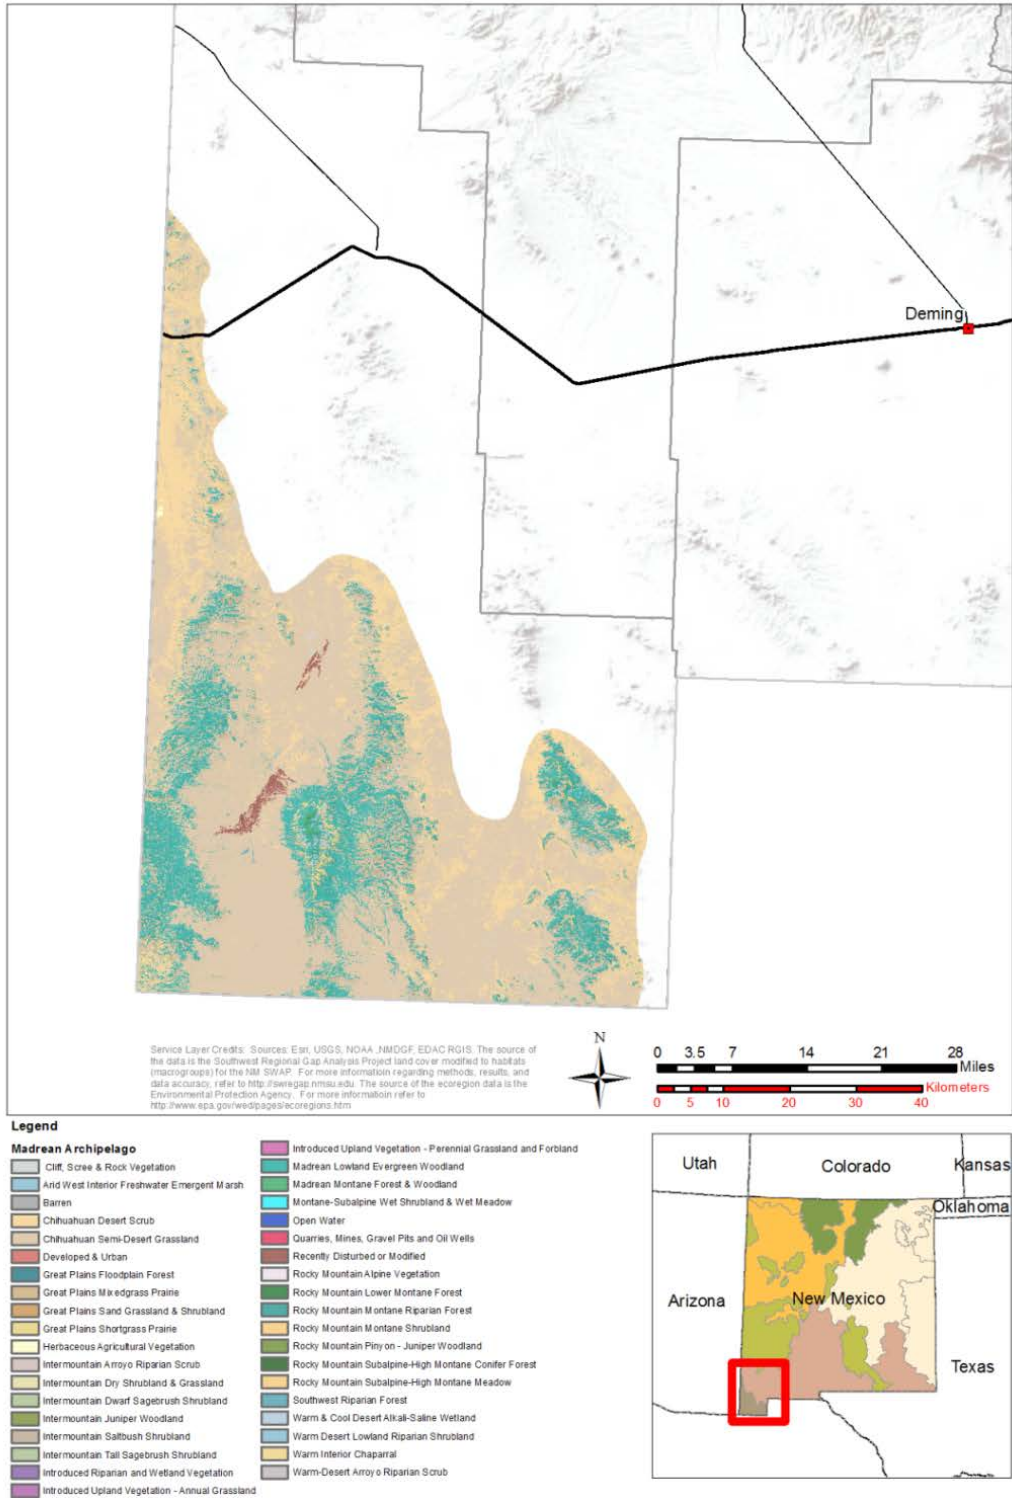 Deming
Service Layer Credits: Sources: Esri, USGS, NOAA ,NMDGF, EDAC RGIS. The source of
the data is the Southwest Regional Gap Analysis Project land cover modified to habitats
(macrogroups) for the NM SWAP. For more information regarding methods, results, and
data accuracy, refer to http://swregap.nmsu.edu. The source of the ecoregion data is the
Environmental Protection Agency. For more information refer to
http://www.epa.gov/wed/pages/ecoregions.htm
N
0 3.5 7 14 21 28
Miles
Kilometers
0 5 10 20 30 40
Legend
Madrean Archipelago
Cliff, Scree & Rock Vegetation
Arid West Interior Freshwater Emergent Marsh
Barren
Chihuahuan Desert Scrub
Chihuahuan Semi-Desert Grassland
Developed & Urban
Great Plains Floodplain Forest
Great Plains Mixedgrass Prairie
Great Plains Sand Grassland & Shrubland
Great Plains Shortgrass Prairie
Herbaceous Agricultural Vegetation
Intermountain Arroyo Riparian Scrub
Intermountain Dry Shrubland & Grassland
Intermountain Dwarf Sagebrush Shrubland
Intermountain Juniper Woodland
Intermountain Saltbush Shrubland
Intermountain Tall Sagebrush Shrubland
Introduced Riparian and Wetland Vegetation
Introduced Upland Vegetation - Annual Grassland
Introduced Upland Vegetation - Perennial Grassland and Forbland
Madrean Lowland Evergreen Woodland
Madrean Montane Forest & Woodland
Montane-Subalpine Wet Shrubland & Wet Meadow
Open Water
Quarries, Mines, Gravel Pits and Oil Wells
Recently Disturbed or Modified
Rocky Mountain Alpine Vegetation
Rocky Mountain Lower Montane Forest
Rocky Mountain Montane Riparian Forest
Rocky Mountain Montane Shrubland
Rocky Mountain Pinyon - Juniper Woodland
Rocky Mountain Subalpine-High Montane Conifer Forest
Rocky Mountain Subalpine-High Montane Meadow
Southwest Riparian Forest
Warm & Cool Desert Alkali-Saline Wetland
Warm Desert Lowland Riparian Shrubland
Warm Interior Chaparral
Warm-Desert Arroyo Riparian Scrub
Utah
Colorado
Kansas
Oklahoma
Arizona
New Mexico
Texas